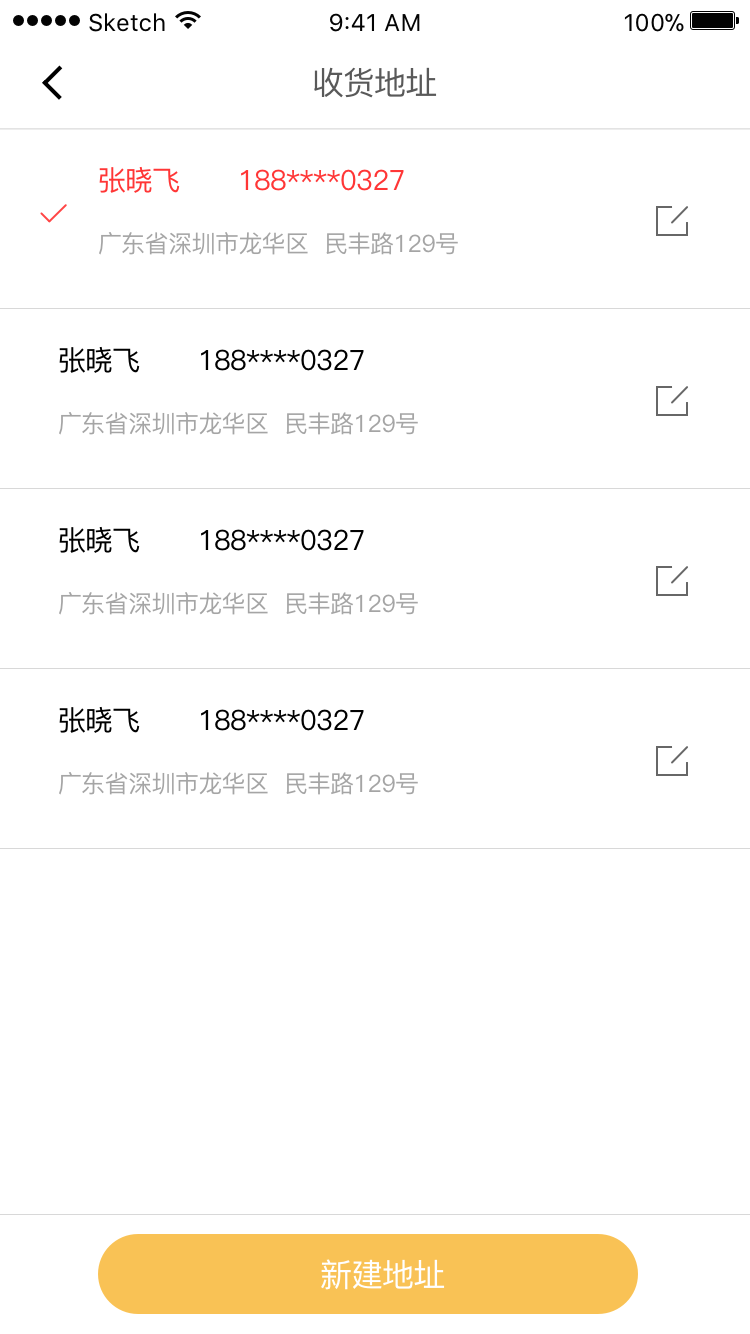 Sketch 9:41 AM 100%
收货地址
张晓飞 188****0327
广东省深圳市龙华区 民丰路129号
张晓飞 188****0327
广东省深圳市龙华区 民丰路129号
张晓飞 188****0327
广东省深圳市龙华区 民丰路129号
张晓飞 188****0327
广东省深圳市龙华区 民丰路129号
新建地址